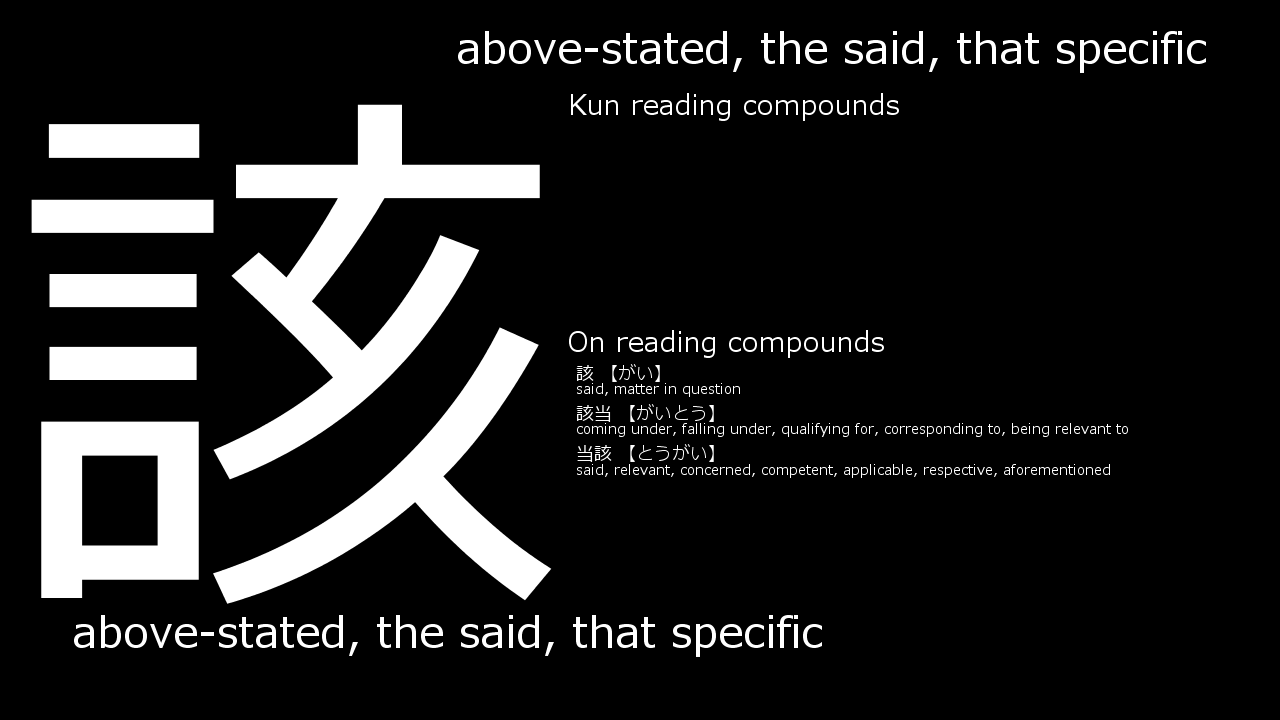 above-stated, the said, that specific
該
Kun reading compounds
On reading compounds
該 【がい】
said, matter in question
該当 【がいとう】
coming under, falling under, qualifying for, corresponding to, being relevant to
当該 【とうがい】
said, relevant, concerned, competent, applicable, respective, aforementioned
above-stated, the said, that specific